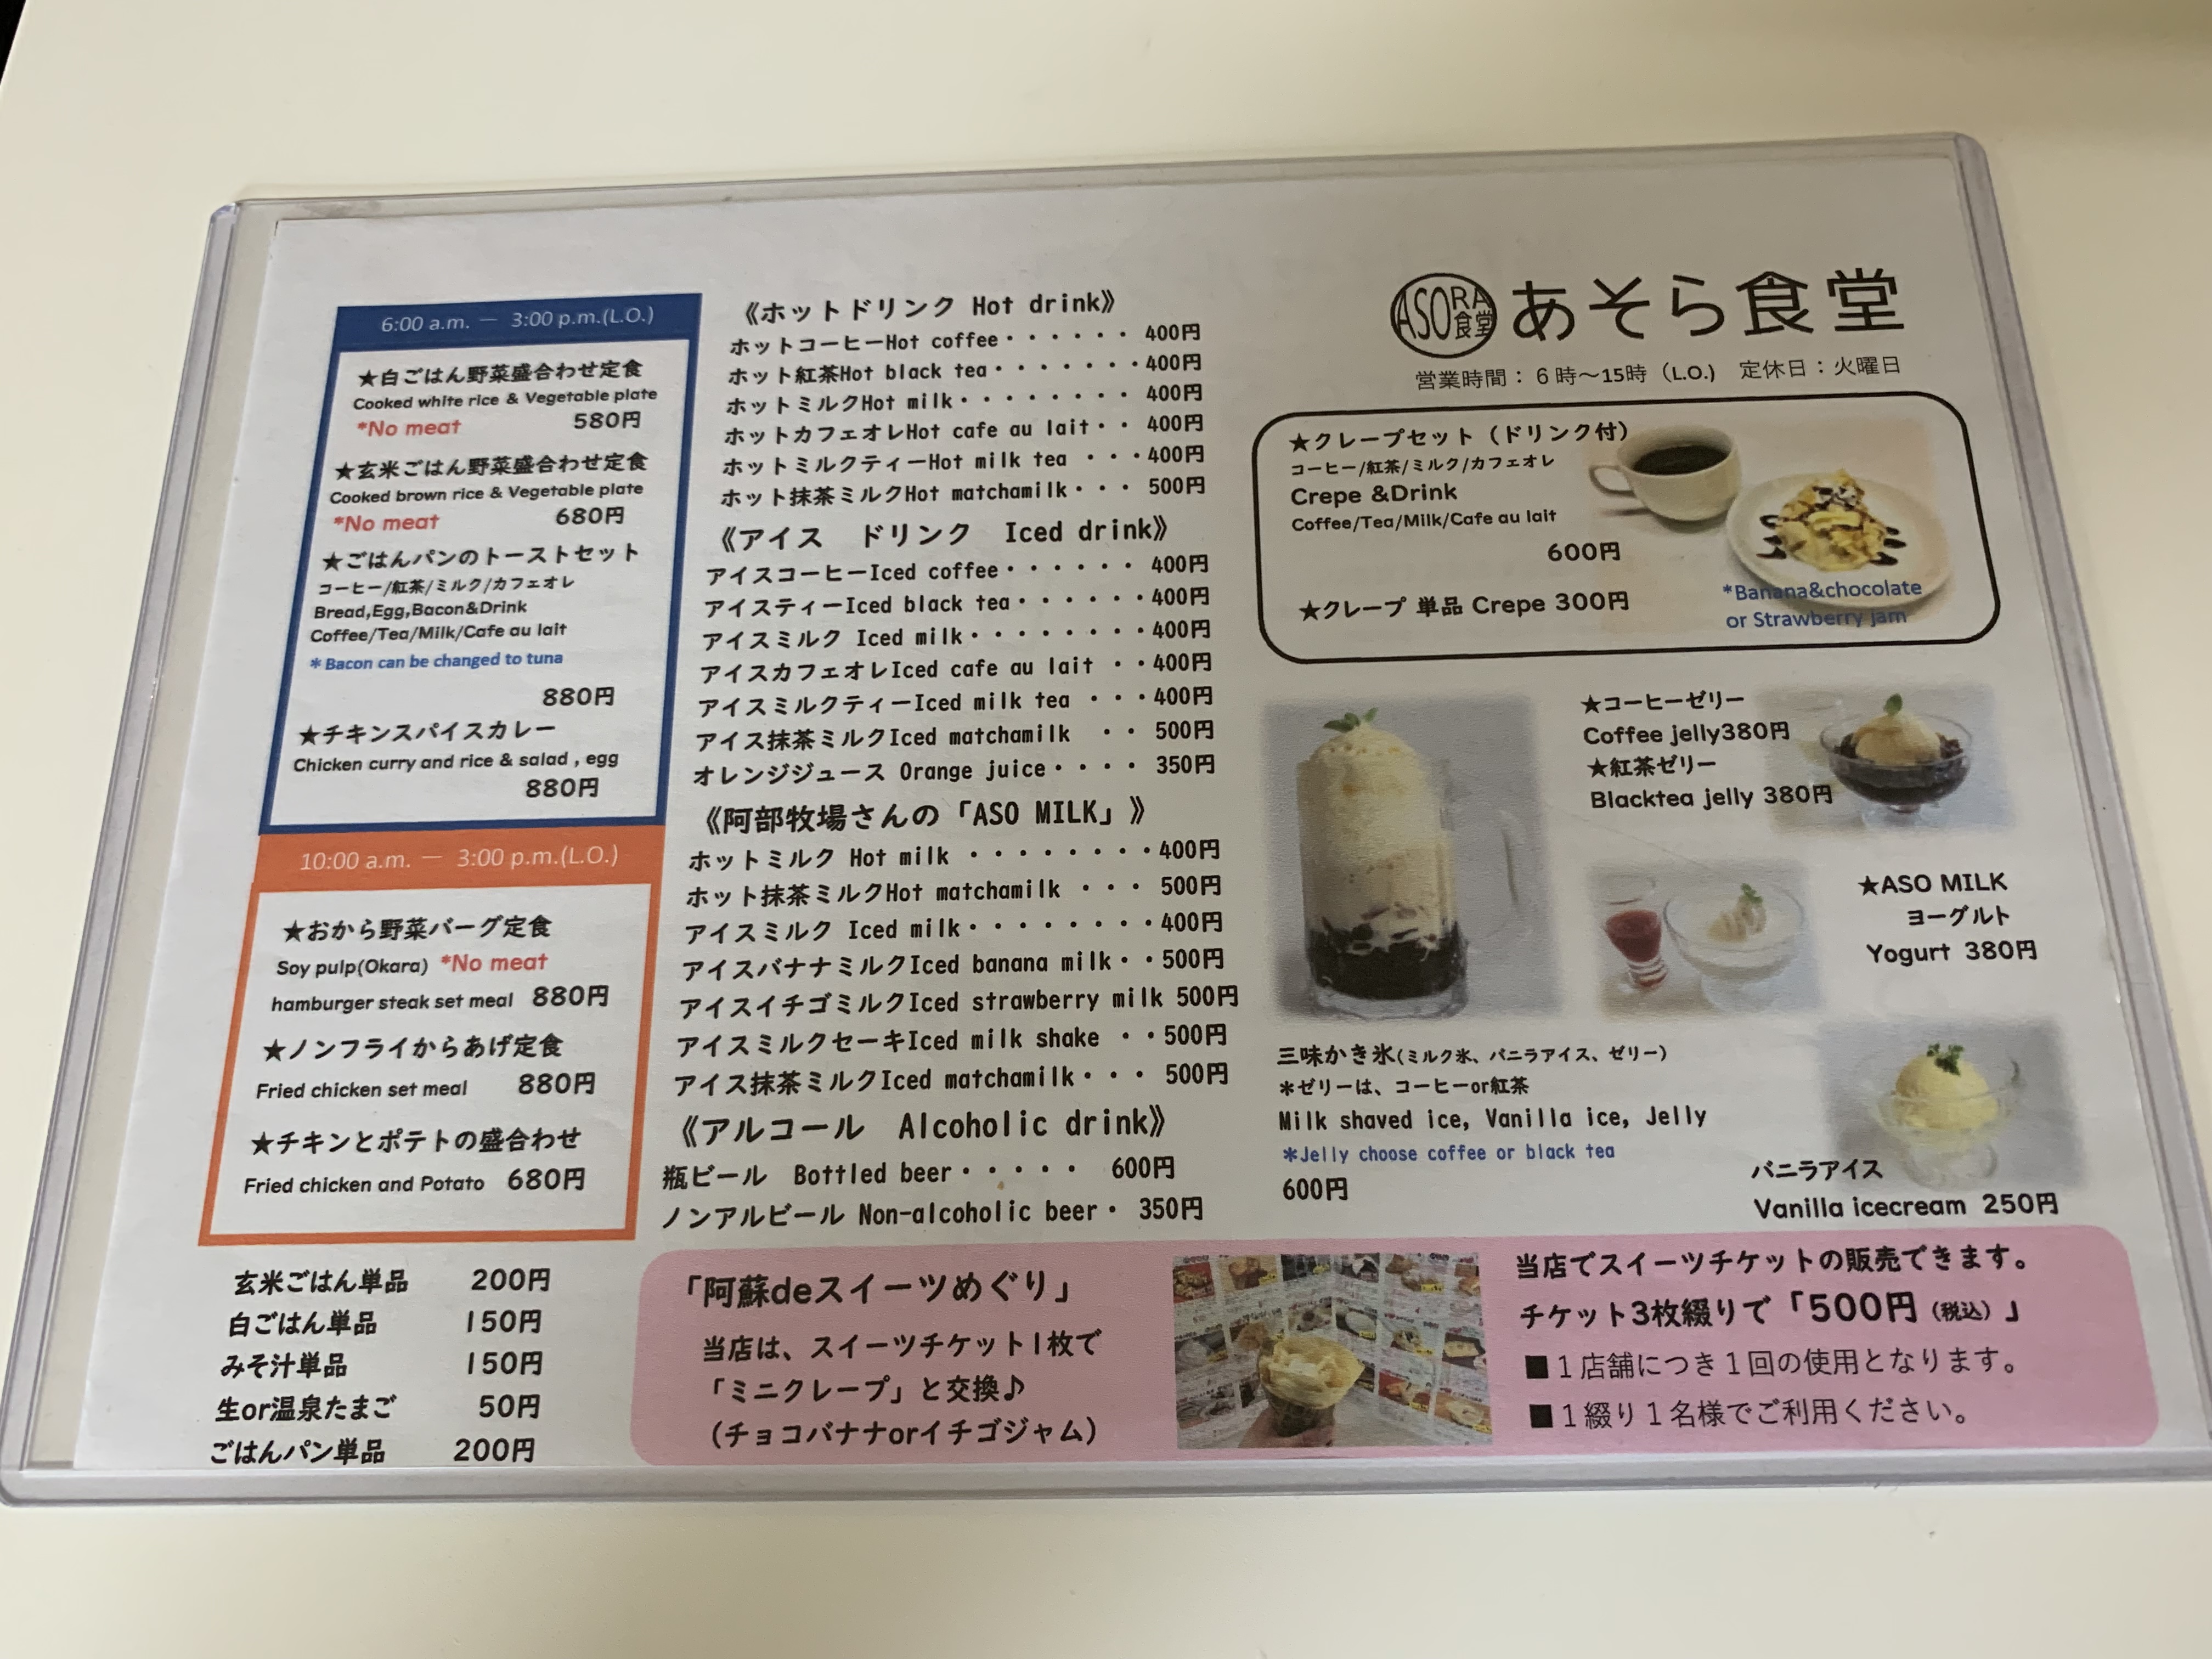 6:00 a.m. — 3:00 p.m.(L.O.)
★白ごはん野菜盛合わせ定食
Cooked white rice & Vegetable plate
*No meat 580円
★玄米ごはん野菜盛合わせ定食
Cooked brown rice & Vegetable plate
*No meat 680円
★ごはんパンのトーストセット
コーヒー/紅茶/ミルク/カフェオレ
Bread,Egg,Bacon&Drink
Coffee/Tea/Milk/Cafe au lait
*Bacon can be changed to tuna
880円
★チキンスパイスカレー
Chicken curry and rice & salad , egg
880円
10:00 a.m. — 3:00 p.m.(L.O.)
★おから野菜バーグ定食
Soy pulp(Okara) *No meat
hamburger steak set meal 880円
★ノンフライからあげ定食
Fried chicken set meal 880円
★チキンとポテトの盛合わせ
Fried chicken and Potato 680円
玄米ごはん単品 200円
白ごはん単品 150円
みそ汁単品 150円
生or温泉たまご 50円
ごはんパン単品 200円
《ホットドリンク Hot drink》
ホットコーヒーHot coffee・・・・・・ 400円
ホット紅茶Hot black tea・・・・・・・400円
ホットミルクHot milk・・・・・・・・ 400円
ホットカフェオレHot cafe au lait・・ 400円
ホットミルクティーHot milk tea ・・・400円
ホット抹茶ミルクHot matchamilk・・・ 500円
《アイス ドリンク Iced drink》
アイスコーヒーIced coffee・・・・・・ 400円
アイスティーIced black tea・・・・・・400円
アイスミルク Iced milk・・・・・・・・400円
アイスカフェオレIced cafe au lait ・・400円
アイスミルクティーIced milk tea ・・・400円
アイス抹茶ミルクIced matchamilk ・・ 500円
オレンジジュース Orange juice・・・・ 350円
《阿部牧場さんの「ASO MILK」》
ホットミルク Hot milk ・・・・・・・・400円
ホット抹茶ミルクHot matchamilk ・・・ 500円
アイスミルク Iced milk・・・・・・・・400円
アイスバナナミルクIced banana milk・・500円
アイスイチゴミルクIced strawberry milk 500円
アイスミルクセーキIced milk shake ・・500円
アイス抹茶ミルクIced matchamilk・・・ 500円
《アルコール Alcoholic drink》
瓶ビール Bottled beer・・・・・ 600円
ノンアルビール Non-alcoholic beer・ 350円
ASORA食堂 あそら食堂
営業時間：6時～15時（L.O.) 定休日：火曜日
★クレープセット（ドリンク付）
コーヒー/紅茶/ミルク/カフェオレ
Crepe &Drink
Coffee/Tea/Milk/Cafe au lait
600円
★クレープ 単品 Crepe 300円
*Banana&chocolate
or Strawberry jam
★コーヒーゼリー
Coffee jelly380円
★紅茶ゼリー
Blacktea jelly 380円
★ASO MILK
ヨーグルト
Yogurt 380円
三味かき氷(ミルク氷、バニラアイス、ゼリー)
*ゼリーは、コーヒーor紅茶
Milk shaved ice, Vanilla ice, Jelly
*Jelly choose coffee or black tea
600円
バニラアイス
Vanilla icecream 250円
「阿蘇deスイーツめぐり」
当店は、スイーツチケット1枚で
「ミニクレープ」と交換♪
(チョコバナナorイチゴジャム)
当店でスイーツチケットの販売できます。
チケット3枚綴りで「500円（税込）」
■１店舗につき１回の使用となります。
■１綴り１名様でご利用ください。